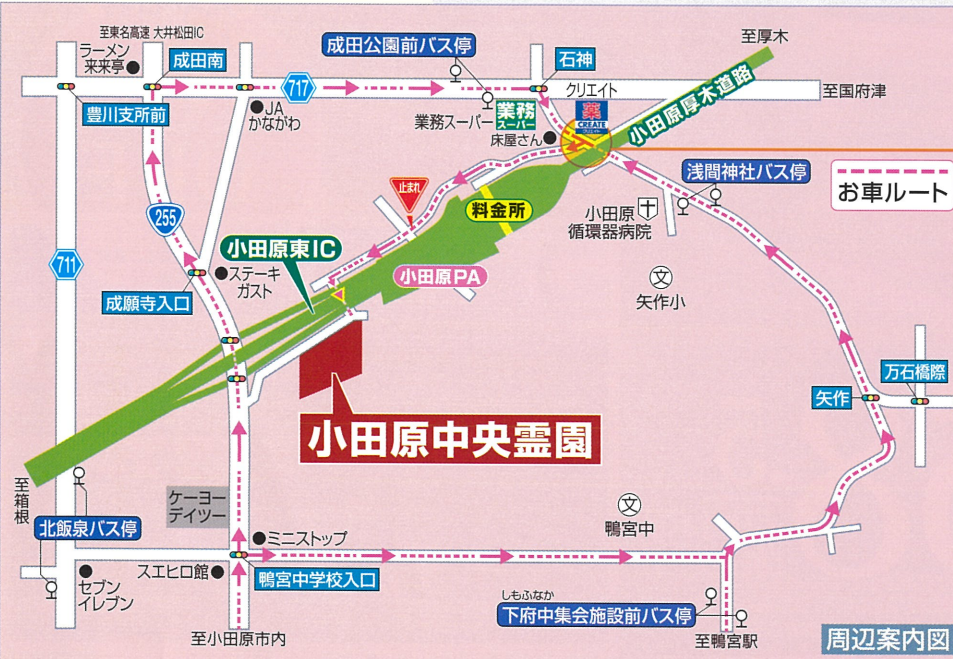 至東名高速 大井松田IC
ラーメン
来来亭
成田南
豊川支所前
717
JA
かながわ
成田公園前バス停
業務スーパー
業務
スーパー
石神
クリエイト
薬
CREATE
クリエイト
床屋さん
至厚木
小田原厚木道路
至国府津
浅間神社バス停
お車ルート
止まれ
料金所
小田原
循環器病院
255
711
小田原東IC
小田原PA
ステーキ
ガスト
成願寺入口
文
矢作小
万石橋際
矢作
小田原中央霊園
至箱根
北飯泉バス停
ケーヨー
デイツー
文
鴨宮中
ミニストップ
セブン
イレブン
スエヒロ館
鴨宮中学校入口
しもふなか
下府中集会施設前バス停
至小田原市内
至鴨宮駅
周辺案内図